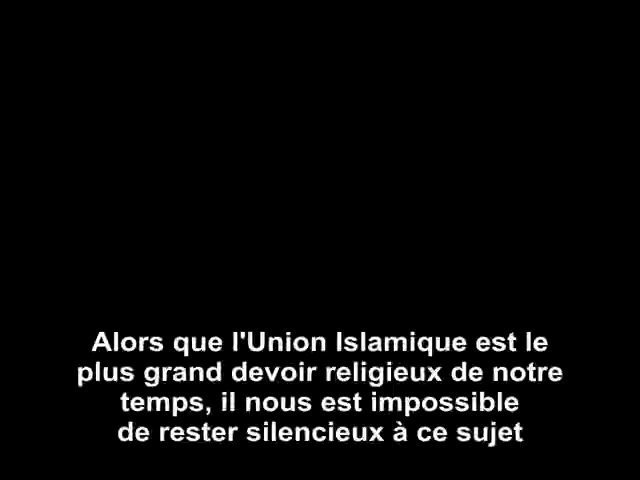 Alors que l'Union Islamique est le
plus grand devoir religieux de notre
temps, il nous est impossible
de rester silencieux à ce sujet